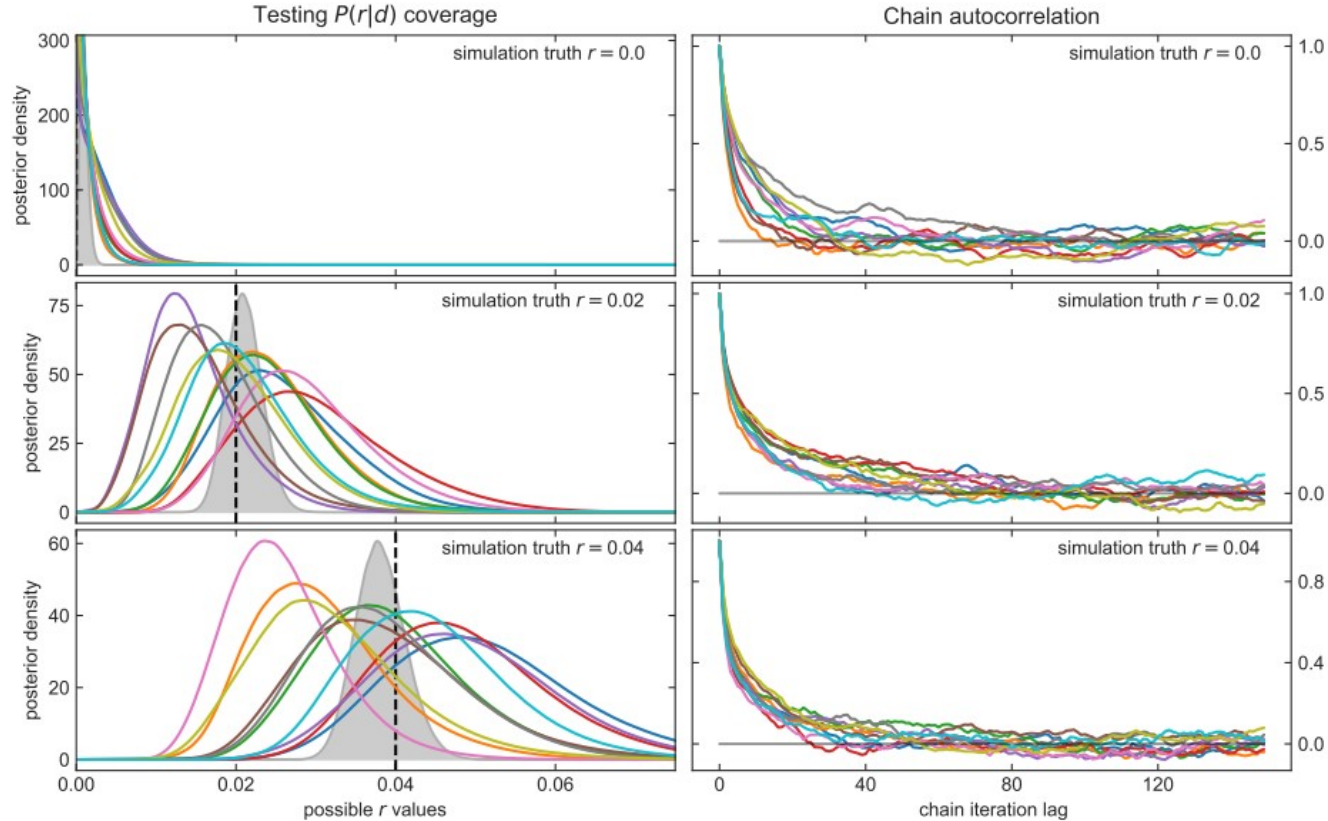 Testing P(r|d) coverage
Chain autocorrelation
posterior density
300
200
100
0
simulation truth r = 0.0
simulation truth r = 0.0
1.0
0.5
0.0
posterior density
75
50
25
0
simulation truth r = 0.02
simulation truth r = 0.02
1.0
0.5
0.0
posterior density
60
40
20
0
simulation truth r = 0.04
simulation truth r = 0.04
0.8
0.4
0.0
0.00 0.02 0.04 0.06
possible r values
0 40 80 120
chain iteration lag